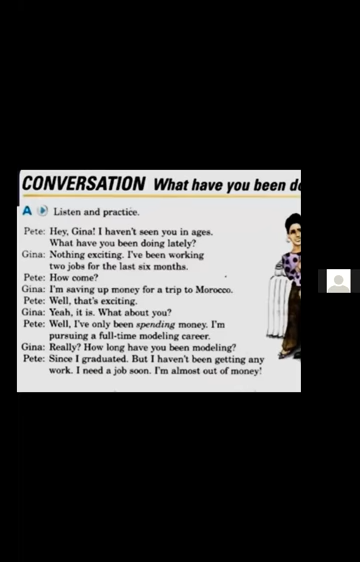 CONVERSATION What have you been d
A Listen and practice.
Pete: Hey, Gina! I haven't seen you in ages.
What have you been doing lately?
Gina: Nothing exciting. I've been working
two jobs for the last six months.
Pete: How come?
Gina: I'm saving up money for a trip to Morocco.
Pete: Well, that's exciting.
Gina: Yeah, it is. What about you?
Pete: Well, I've only been spending money. I'm
pursuing a full-time modeling career.
Gina: Really? How long have you been modeling?
Pete: Since I graduated. But I haven't been getting any
work. I need a job soon. I'm almost out of money!